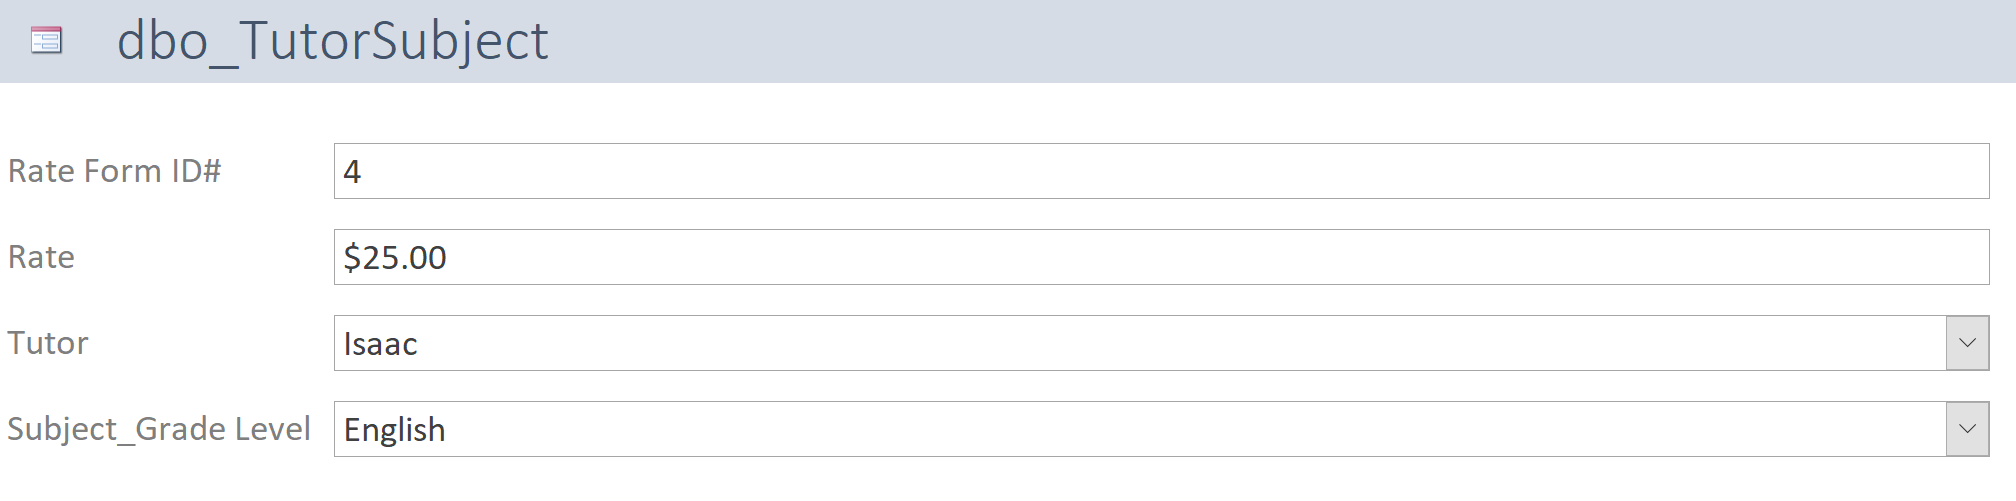 dbo_TutorSubject
Rate Form ID# 4
Rate $25.00
Tutor Isaac
Subject_Grade Level English